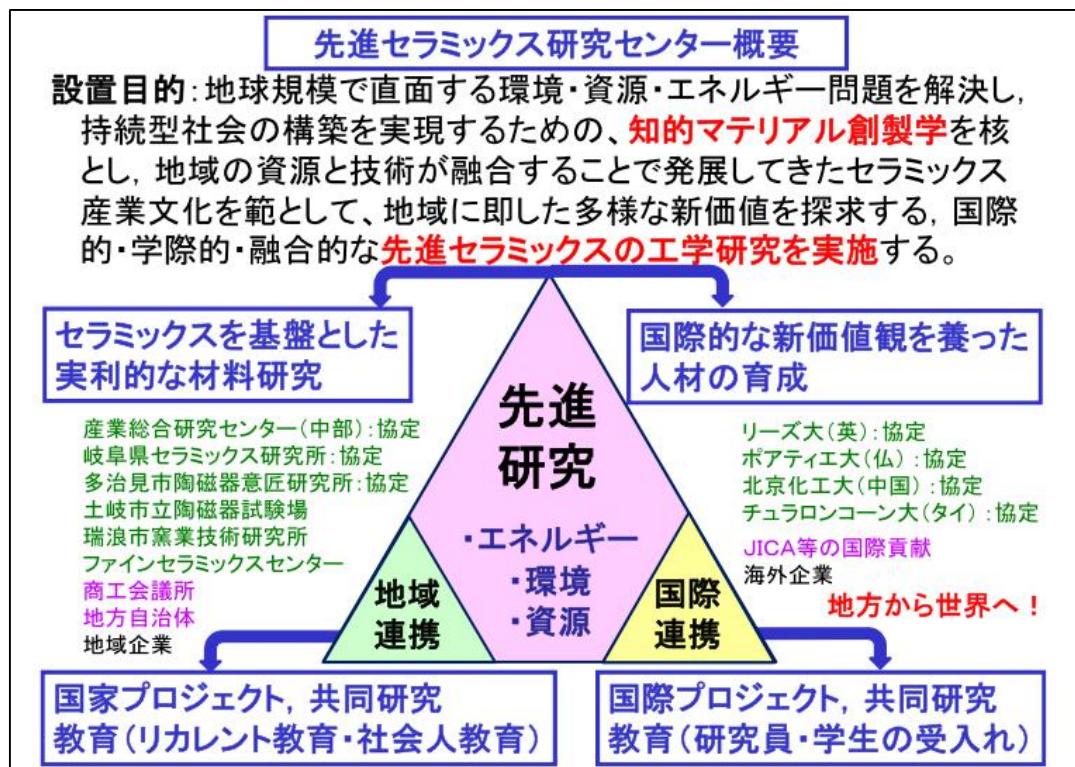 先進セラミックス研究センター概要
設置目的:地球規模で直面する環境・資源・エネルギー問題を解決し,
持続型社会の構築を実現するための、知的マテリアル創製学を核
とし, 地域の資源と技術が融合することで発展してきたセラミックス
産業文化を範として、地域に即した多様な新価値を探求する, 国際
的・学際的・融合的な先進セラミックスの工学研究を実施する。
セラミックスを基盤とした
実利的な材料研究
国際的な新価値観を養った
人材の育成
産業総合研究センター(中部):協定
岐阜県セラミックス研究所:協定
多治見市陶磁器意匠研究所:協定
土岐市立陶磁器試験場
瑞浪市窯業技術研究所
ファインセラミックスセンター
商工会議所
地方自治体
地域企業
先進
研究
・エネルギー
・環境
・資源
地域
連携
国際
連携
リーズ大(英):協定
ポアティエ大(仏):協定
北京化工大(中国):協定
チュラロンコーン大(タイ):協定
JICA等の国際貢献
海外企業
地方から世界へ!
国家プロジェクト, 共同研究
教育(リカレント教育・社会人教育)
国際プロジェクト, 共同研究
教育(研究員・学生の受入れ)